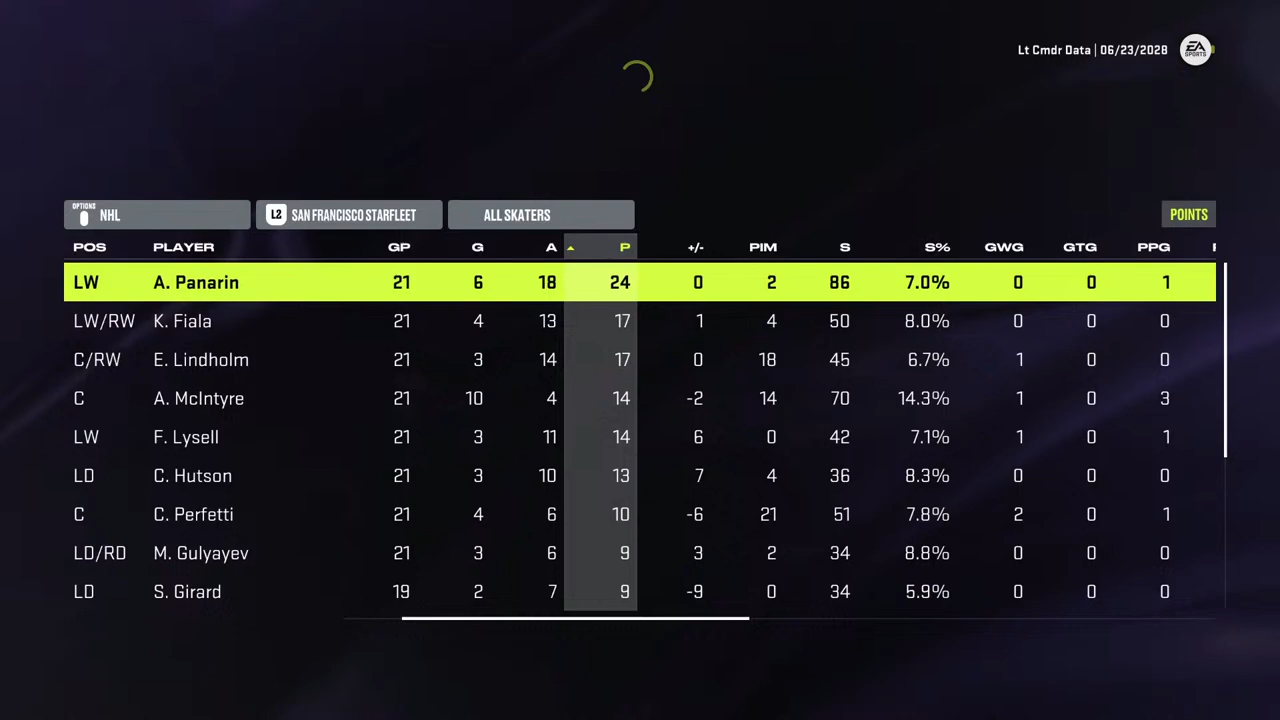 Lt Cmdr Data | 06/23/2028 EA SPORTS
OPTIONS NHL L2 SAN FRANCISCO STARFLEET ALL SKATERS POINTS
POS PLAYER GP G A P +/- PIM S S% GWG GTG PPG
LW A. Panarin 21 6 18 24 0 2 86 7.0% 0 0 1
LW/RW K. Fiala 21 4 13 17 1 4 50 8.0% 0 0 0
C/RW E. Lindholm 21 3 14 17 0 18 45 6.7% 1 0 0
C A. McIntyre 21 10 4 14 -2 14 70 14.3% 1 0 3
LW F. Lysell 21 3 11 14 6 0 42 7.1% 1 0 1
LD C. Hutson 21 3 10 13 7 4 36 8.3% 0 0 0
C C. Perfetti 21 4 6 10 -6 21 51 7.8% 2 0 1
LD/RD M. Gulyayev 21 3 6 9 3 2 34 8.8% 0 0 0
LD S. Girard 19 2 7 9 -9 0 34 5.9% 0 0 0